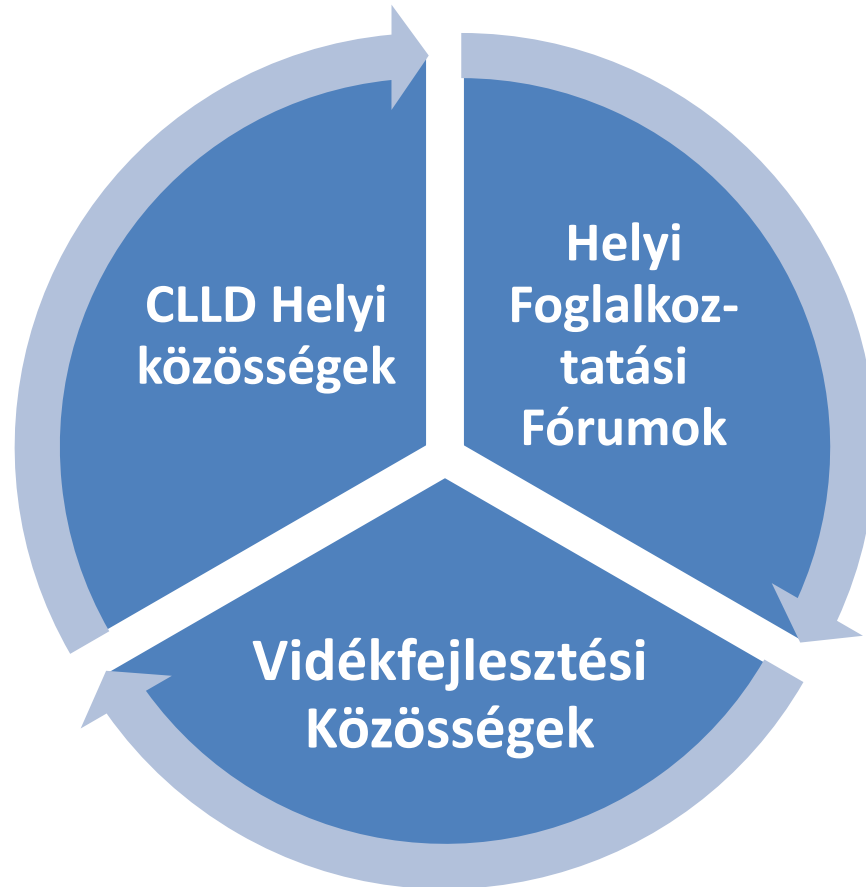 CLLD Helyi
közösségek
Helyi
Foglalkoz-
tatási
Fórumok
Vidékfejlesztési
Közösségek